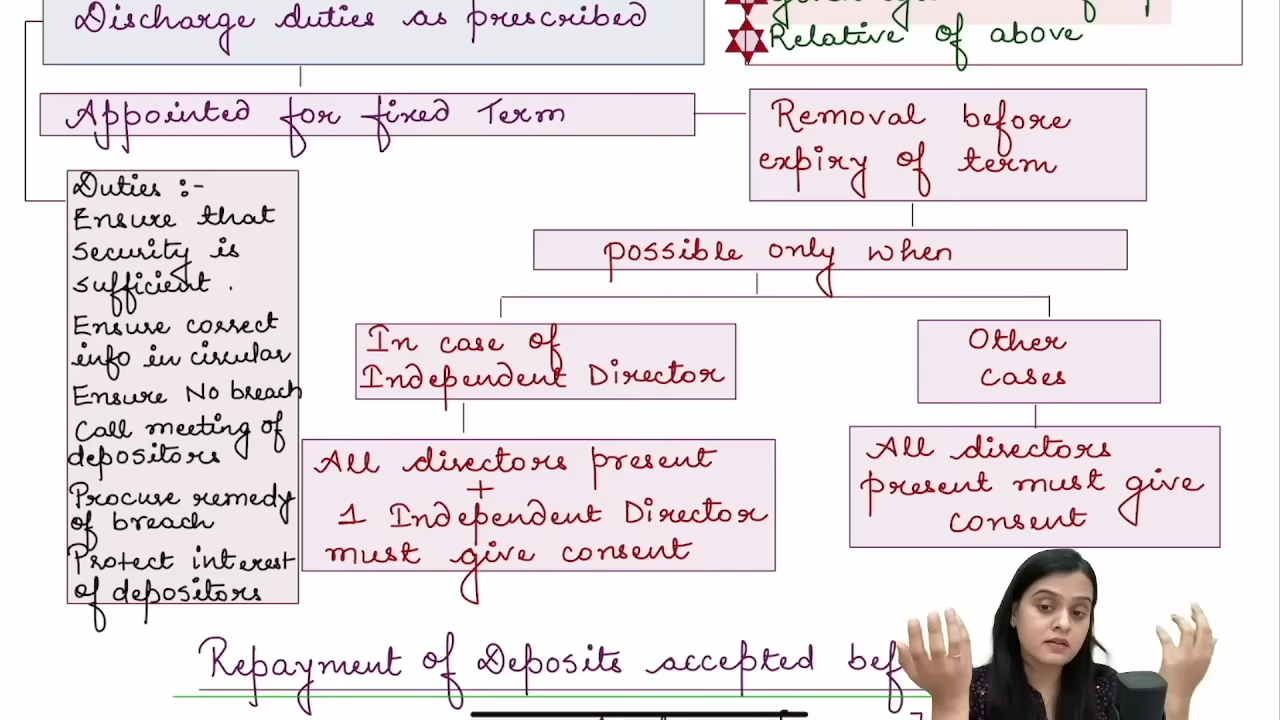 Discharge duties as prescribed
Relative of above
Appointed for fixed Term
Removal before
expiry of term
Duties :-
Ensure that
security is
sufficient .
Ensure correct
info in circular
Ensure No breach
Call meeting of
depositors
Procure remedy
of breach
Protect interest
of depositors
possible only when
In case of
Independent Director
All directors present
+
1 Independent Director
must give consent
Other
cases
All directors
present must give
consent
Repayment of Deposits accepted bef